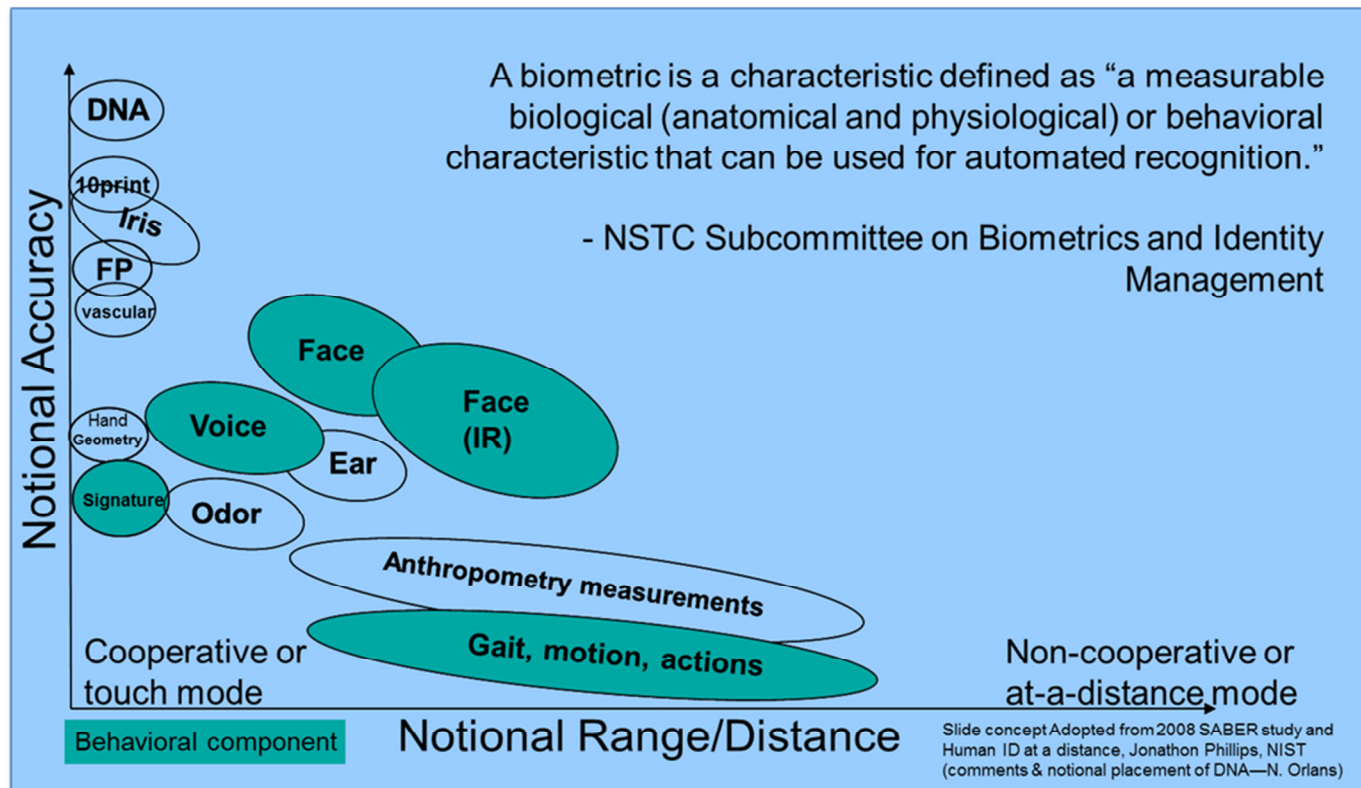 A biometric is a characteristic defined as “a measurable
biological (anatomical and physiological) or behavioral
characteristic that can be used for automated recognition.”
- NSTC Subcommittee on Biometrics and Identity
Management
Notional Accuracy
DNA
10print
Iris
FP
vascular
Face
Face
(IR)
Hand
Geometry
Voice
Ear
Signature
Odor
Anthropometry measurements
Gait, motion, actions
Cooperative or
touch mode
Non-cooperative or
at-a-distance mode
Behavioral component
Notional Range/Distance
Slide concept Adopted from 2008 SABER study and
Human ID at a distance, Jonathon Phillips, NIST
(comments & notional placement of DNA—N. Orlans)